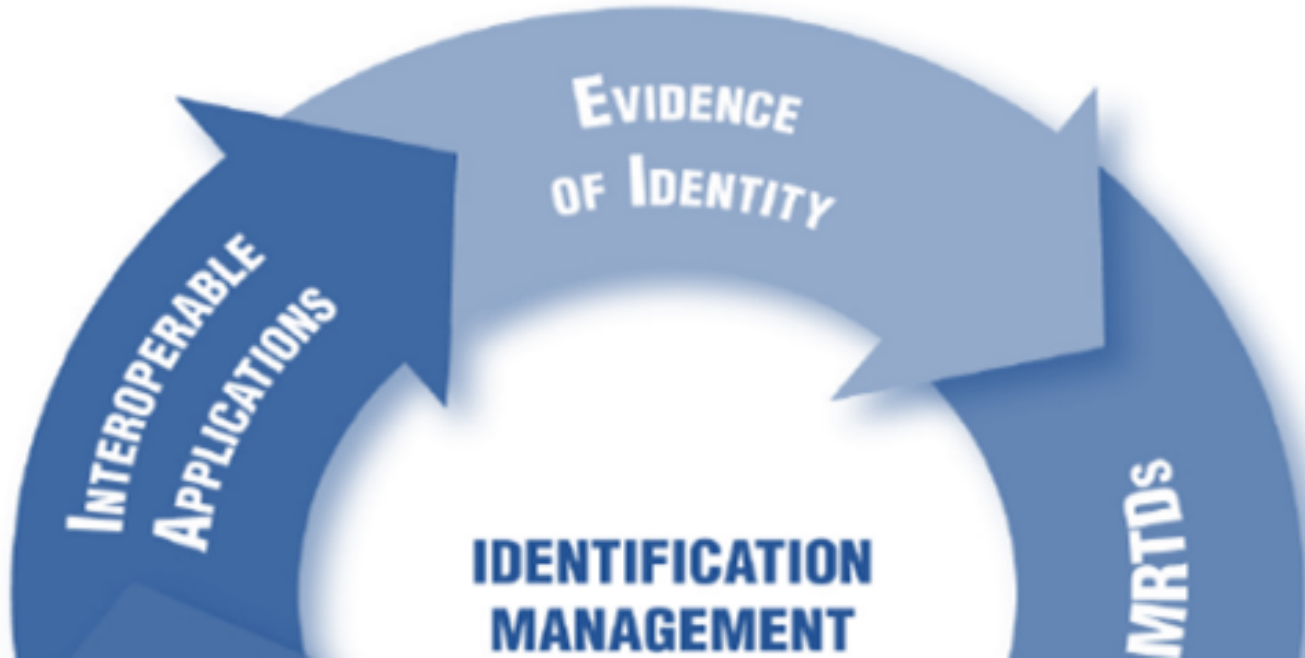 EVIDENCE
OF IDENTITY
INTEROPERABLE
APPLICATIONS
MRTDs
IDENTIFICATION
MANAGEMENT